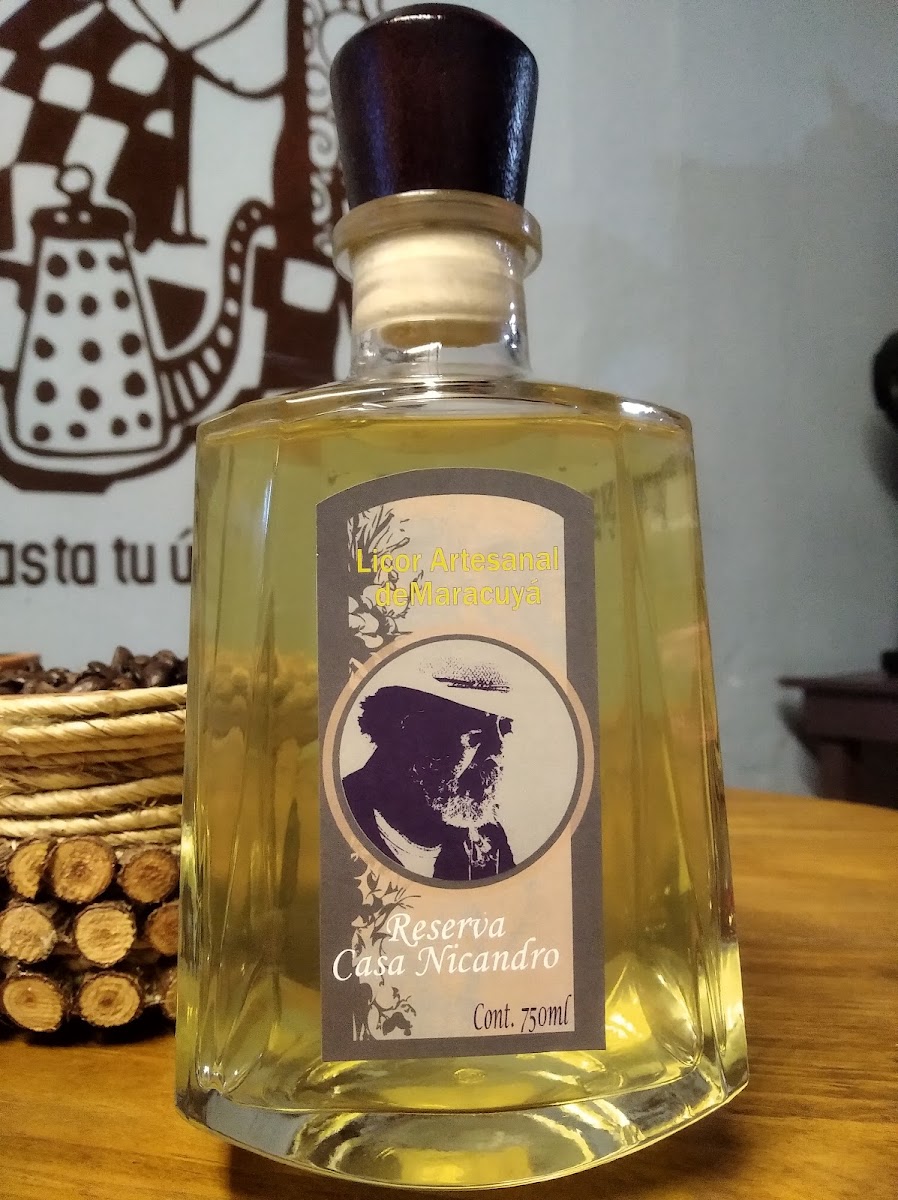 asta tu ú
Licor Artesanal
deMaracuyá
Reserva
Casa Nicandro
Cont. 750ml